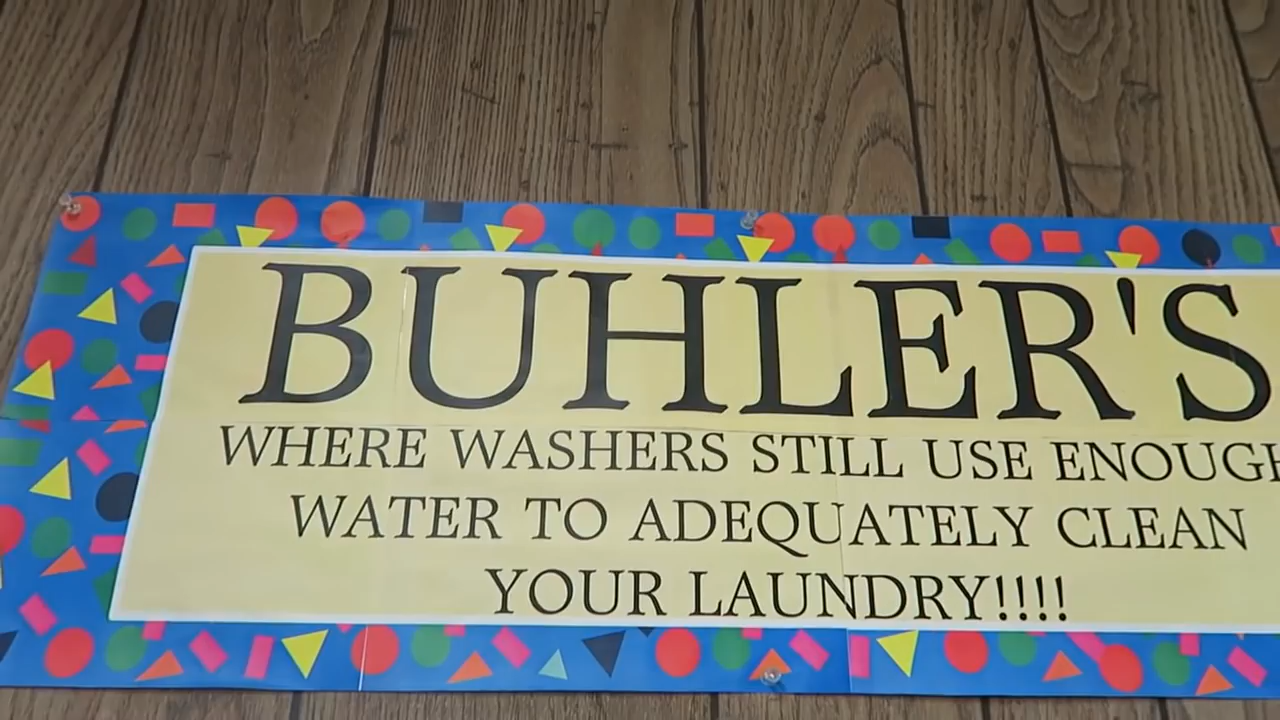 BUHLER'S
WHERE WASHERS STILL USE ENOUGH
WATER TO ADEQUATELY CLEAN
YOUR LAUNDRY!!!!